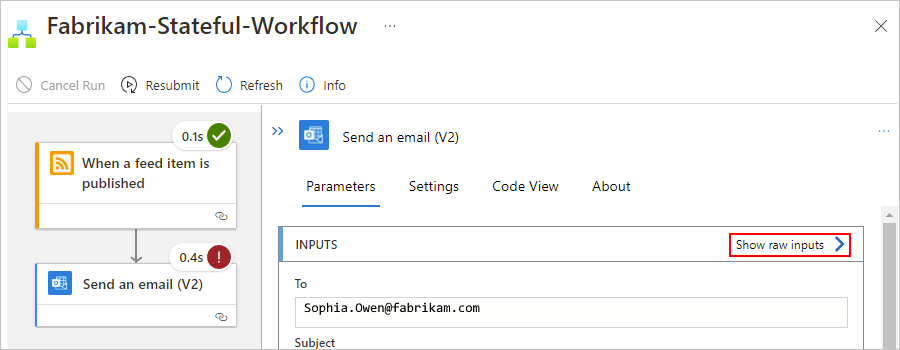 Fabrikam-Stateful-Workflow
Cancel Run
Resubmit
Refresh
Info
0.1s
When a feed item is
published
0.4s
Send an email (V2)
Send an email (V2)
Parameters
Settings
Code View
About
INPUTS
Show raw inputs
To
Sophia.Owen@fabrikam.com
Subject